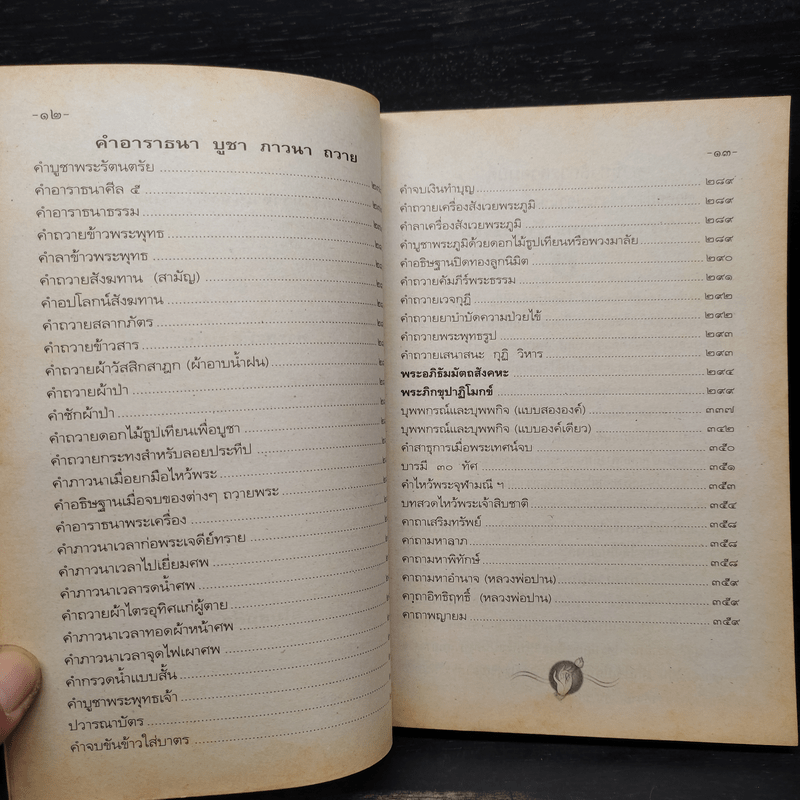 -๑๒-
คำอาราธนา บูชา ภาวนา ถวาย
คำบูชาพระรัตนตรัย
คำอาราธนาศีล ๕
คำอาราธนาธรรม
คำถวายข้าวพระพุทธ
คำลาข้าวพระพุทธ
คำถวายสังฆทาน (สามัญ)
คำอปโลกน์สังฆทาน
คำถวายสลากภัตร
คำถวายข้าวสาร
คำถวายผ้าวัสสิกสาฎก (ผ้าอาบน้ำฝน)
คำถวายผ้าป่า
คำชักผ้าป่า
คำถวายดอกไม้ธูปเทียนเพื่อบูชา
คำถวายกระทงสำหรับลอยประทีป
คำภาวนาเมื่อยกมือไหว้พระ
คำอธิษฐานเมื่อจบของต่างๆ ถวายพระ
คำอาราธนาพระเครื่อง
คำภาวนาเวลาก่อพระเจดีย์ทราย
คำภาวนาเวลาไปเยี่ยมศพ
คำภาวนาเวลารดน้ำศพ
คำถวายผ้าไตรอุทิศแก่ผู้ตาย
คำภาวนาเวลาทอดผ้าหน้าศพ
คำภาวนาเวลาจุดไฟเผาศพ
คำกรวดน้ำแบบสั้น
คำบูชาพระพุทธเจ้า
ปวารณาบัตร
คำจบขันข้าวใส่บาตร
-๑๓-
คำจบเงินทำบุญ ๒๘๙
คำถวายเครื่องสังเวยพระภูมิ ๒๘๙
คำลาเครื่องสังเวยพระภูมิ ๒๘๙
คำบูชาพระภูมิด้วยดอกไม้ธูปเทียนหรือพวงมาลัย ๒๘๙
คำอธิษฐานปิดทองลูกนิมิต ๒๙๐
คำถวายคัมภีร์พระธรรม ๒๙๑
คำถวายเวจกุฎี ๒๙๒
คำถวายยาบำบัดความป่วยไข้ ๒๙๒
คำถวายพระพุทธรูป ๒๙๓
คำถวายเสนาสนะ กุฏิ วิหาร ๒๙๓
พระอภิธัมมัตถสังคหะ ๒๙๔
พระภิกขุปาฏิโมกข์ ๒๙๙
บุพพกรณ์และบุพพกิจ (แบบสององค์) ๓๓๗
บุพพกรณ์และบุพพกิจ (แบบองค์เดียว) ๓๔๒
คำสาธุการเมื่อพระเทศน์จบ ๓๕๐
บารมี ๓๐ ทัศ ๓๕๑
คำไหว้พระจุฬามณี ฯ ๓๕๓
บทสวดไหว้พระเจ้าสิบชาติ ๓๕๔
คาถาเสริมทรัพย์ ๓๕๘
คาถามหาลาภ ๓๕๘
คาถามหาพิทักษ์ ๓๕๘
คาถามหาอำนาจ (หลวงพ่อปาน) ๓๕๙
คาถาอิทธิฤทธิ์ (หลวงพ่อปาน) ๓๕๙
คาถาพญายม ๓๕๙